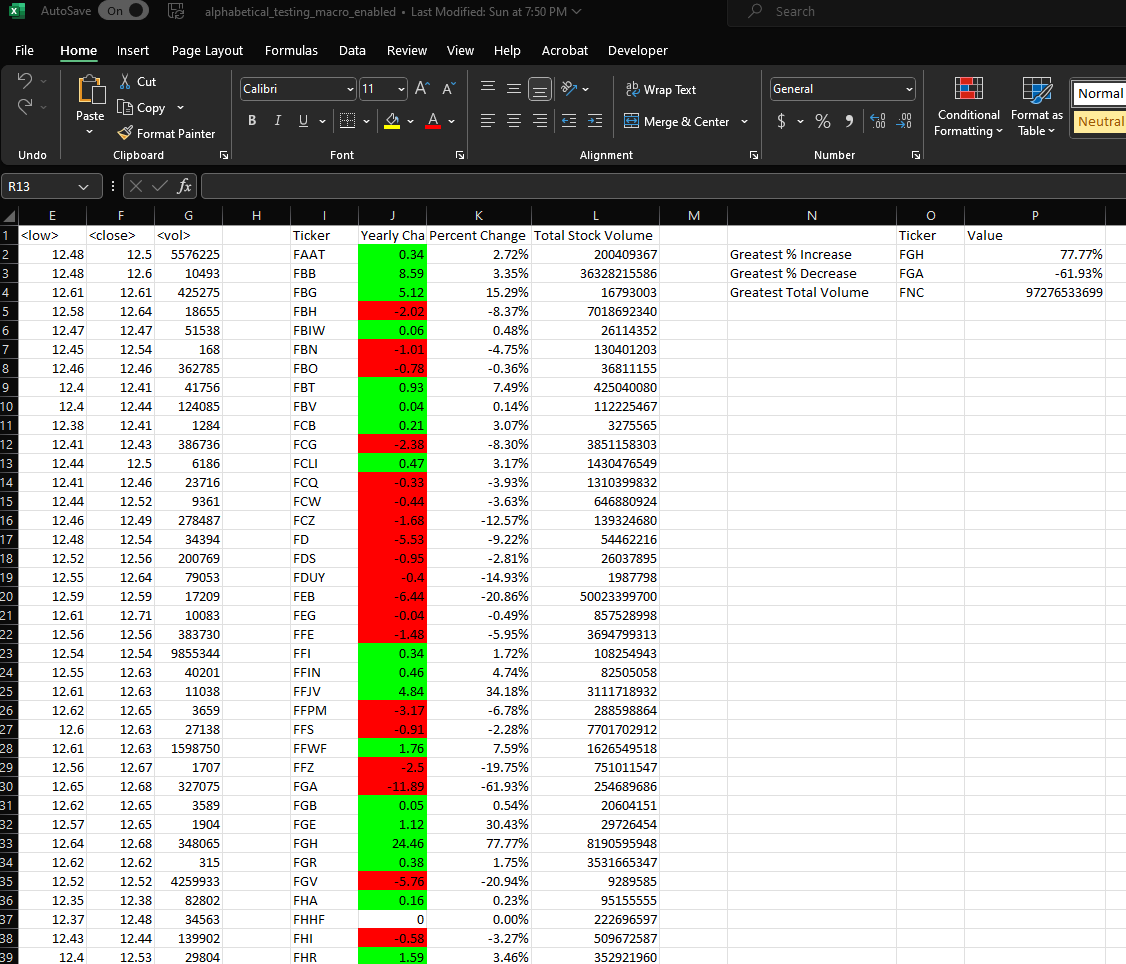 AutoSave On alphabetical_testing_macro_enabled • Last Modified: Sun at 7:50 PM Search
File Home Insert Page Layout Formulas Data Review View Help Acrobat Developer
Cut
Copy
Format Painter
Paste
Undo
Clipboard
Calibri 11
B I U
Font
Wrap Text
Merge & Center
Alignment
General
$ % 9
Number
Conditional Formatting
Format as Table
Normal
Neutral
R13 fx
E F G H I J K L M N O P
1 <low> <close> <vol> Ticker Yearly Cha Percent Change Total Stock Volume Ticker Value
2 12.48 12.5 5576225 FAAT 0.34 2.72% 200409367 Greatest % Increase FGH 77.77%
3 12.48 12.6 10493 FBB 8.59 3.35% 36328215586 Greatest % Decrease FGA -61.93%
4 12.61 12.61 425275 FBG 5.12 15.29% 16793003 Greatest Total Volume FNC 97276533699
5 12.58 12.64 18655 FBH -2.02 -8.37% 7018692340
6 12.47 12.47 51538 FBIW 0.06 0.48% 26114352
7 12.45 12.54 168 FBN -1.01 -4.75% 130401203
8 12.46 12.46 362785 FBO -0.78 -0.36% 36811155
9 12.4 12.41 41756 FBT 0.93 7.49% 425040080
10 12.4 12.44 124085 FBV 0.04 0.14% 112225467
11 12.38 12.41 1284 FCB 0.21 3.07% 3275565
12 12.41 12.43 386736 FCG -2.38 -8.30% 3851158303
13 12.44 12.5 6186 FCLI 0.47 3.17% 1430476549
14 12.41 12.46 23716 FCQ -0.33 -3.93% 1310399832
15 12.44 12.52 9361 FCW -0.44 -3.63% 646880924
16 12.46 12.49 278487 FCZ -1.68 -12.57% 139324680
17 12.48 12.54 34394 FD -5.53 -9.22% 54462216
18 12.52 12.56 200769 FDS -0.95 -2.81% 26037895
19 12.55 12.64 79053 FDUY -0.4 -14.93% 1987798
20 12.59 12.59 17209 FEB -6.44 -20.86% 50023399700
21 12.61 12.71 10083 FEG -0.04 -0.49% 857528998
22 12.56 12.56 383730 FFE -1.48 -5.95% 3694799313
23 12.54 12.54 9855344 FFI 0.34 1.72% 108254943
24 12.55 12.63 40201 FFIN 0.46 4.74% 82505058
25 12.61 12.63 11038 FFJV 4.84 34.18% 3111718932
26 12.62 12.65 3659 FFPM -3.17 -6.78% 288598864
27 12.6 12.63 27138 FFS -0.91 -2.28% 7701702912
28 12.61 12.63 1598750 FFWF 1.76 7.59% 1626549518
29 12.56 12.67 1707 FFZ -2.5 -19.75% 751011547
30 12.65 12.68 327075 FGA -11.89 -61.93% 254689686
31 12.62 12.65 3589 FGB 0.05 0.54% 20604151
32 12.57 12.65 1904 FGE 1.12 30.43% 29726454
33 12.64 12.68 348065 FGH 24.46 77.77% 8190595948
34 12.62 12.62 315 FGR 0.38 1.75% 3531665347
35 12.52 12.52 4259933 FGV -5.76 -20.94% 9289585
36 12.35 12.38 82802 FHA 0.16 0.23% 95155555
37 12.37 12.48 34563 FHHF 0 0.00% 222696597
38 12.43 12.44 139902 FHI -0.58 -3.27% 509672587
39 12.4 12.53 29804 FHR 1.59 3.46% 352921960